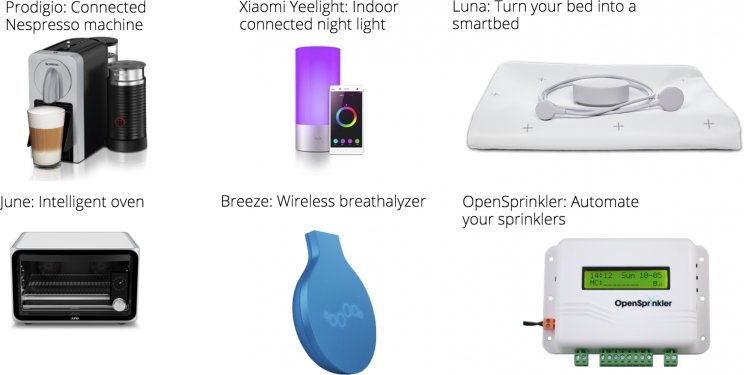 Prodigio: Connected
Nespresso machine
Xiaomi Yeelight: Indoor
connected night light
Luna: Turn your bed into a
smartbed
June: Intelligent oven
Breeze: Wireless breathalyzer
OpenSprinkler: Automate
your sprinklers
14:12 Sun 10-05
OpenSprinkler